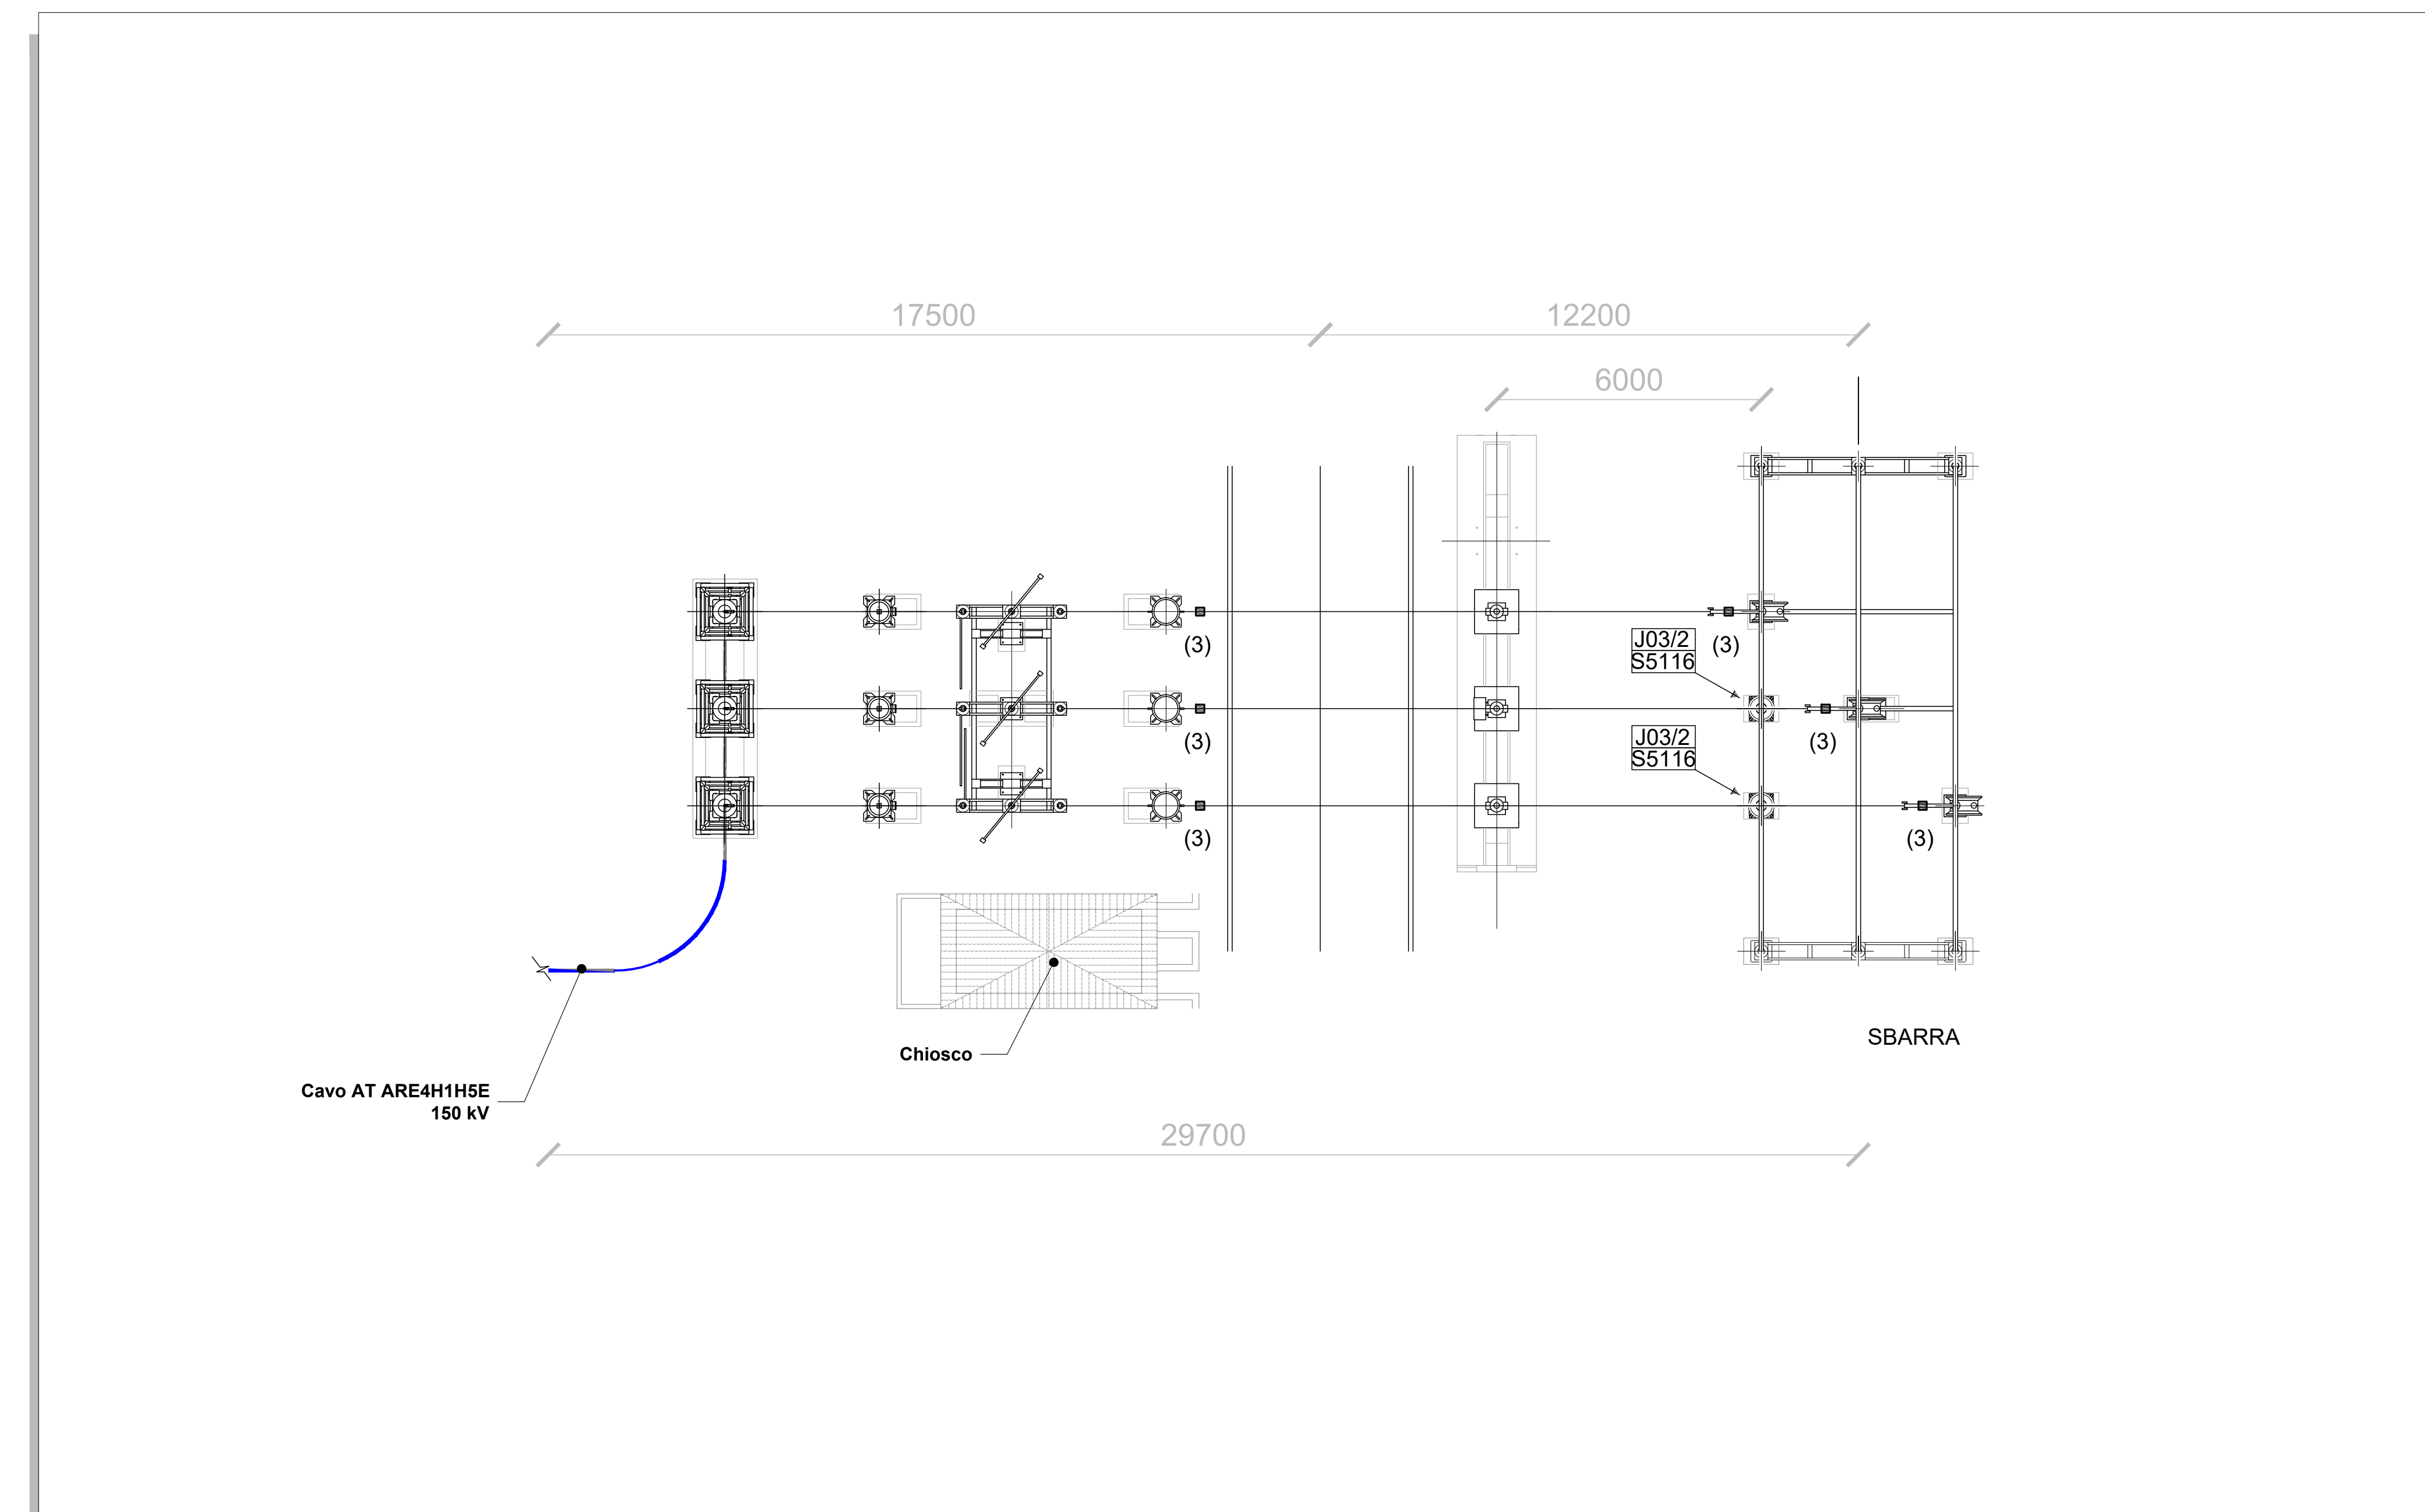 17500
12200
6000
(3)
J03/2
S5116
(3)
(3)
(3)
J03/2
S5116
(3)
(3)
SBARRA
Chiosco
Cavo AT ARE4H1H5E
150 kV
29700